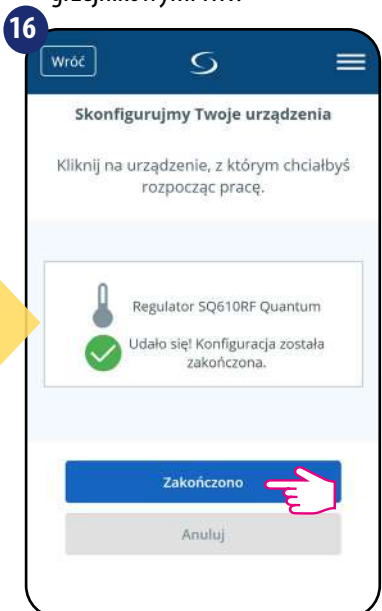 16
Wróć
Skonfigurujmy Twoje urządzenia
Kliknij na urządzenie, z którym chciałbyś
rozpocząc pracę.
Regulator SQ610RF Quantum
Udało się! Konfiguracja została
zakończona.
Zakończono
Anuluj